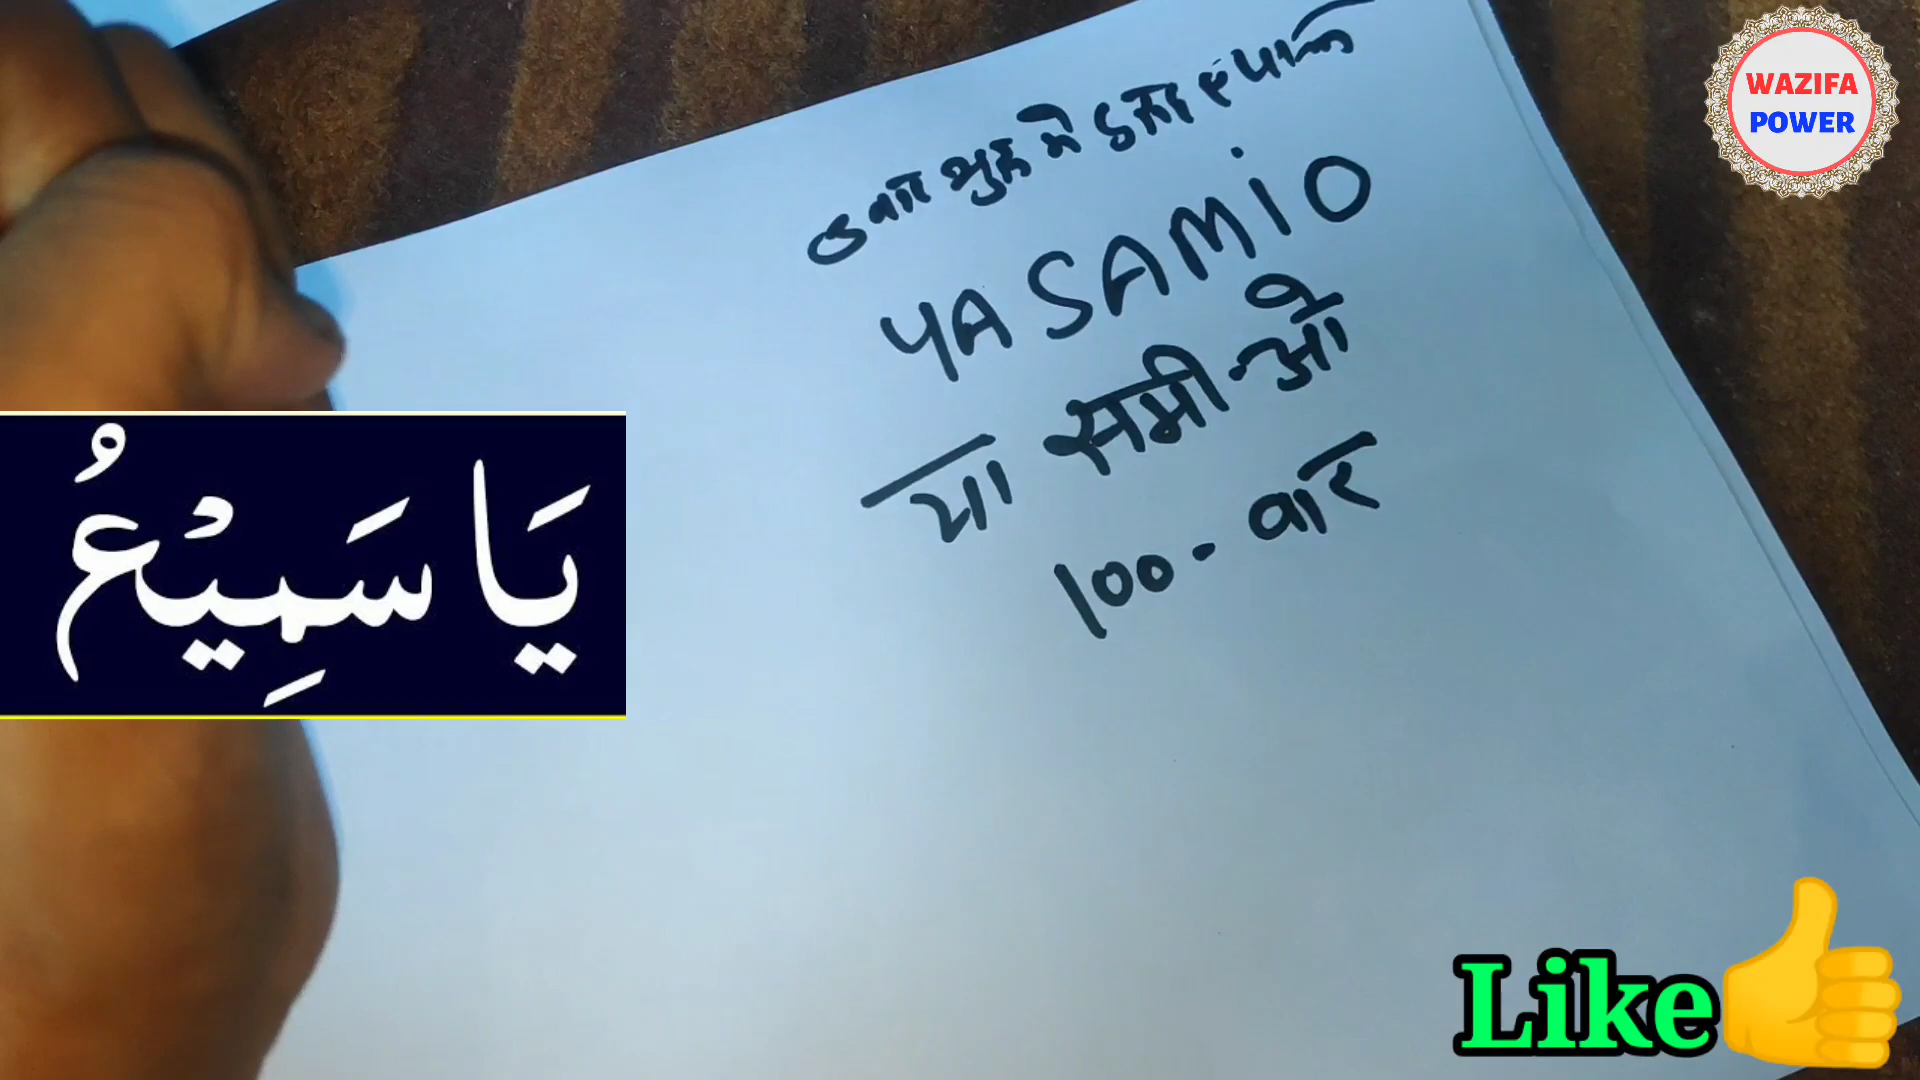 WAZIFA
POWER
में
YA SAMIO
या समी-ओ
100 - बार
يَا سَمِيْعُ
Like